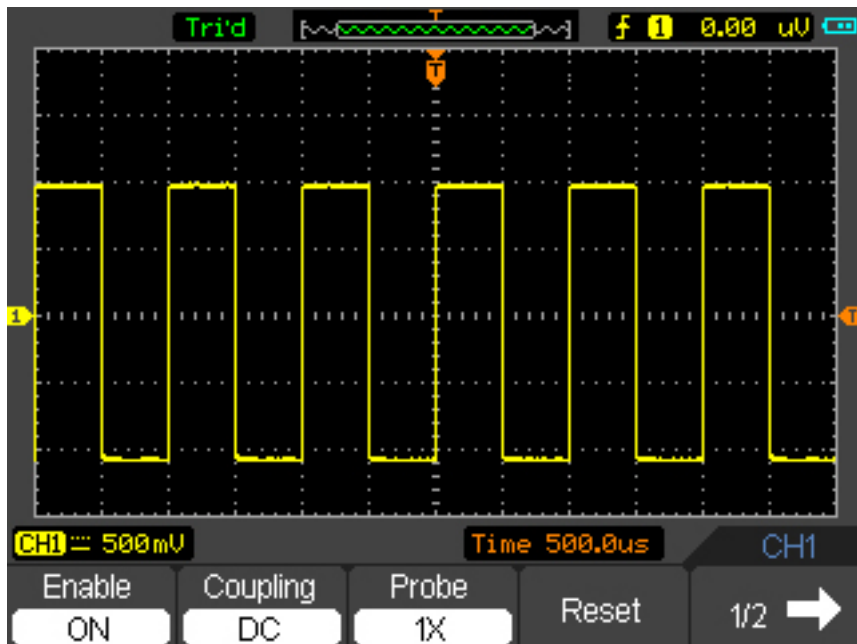 Tri'd T f 1 0.00 uV
T
1 T
CH1 500mV Time 500.0us CH1
Enable Coupling Probe Reset 1/2
ON DC 1X